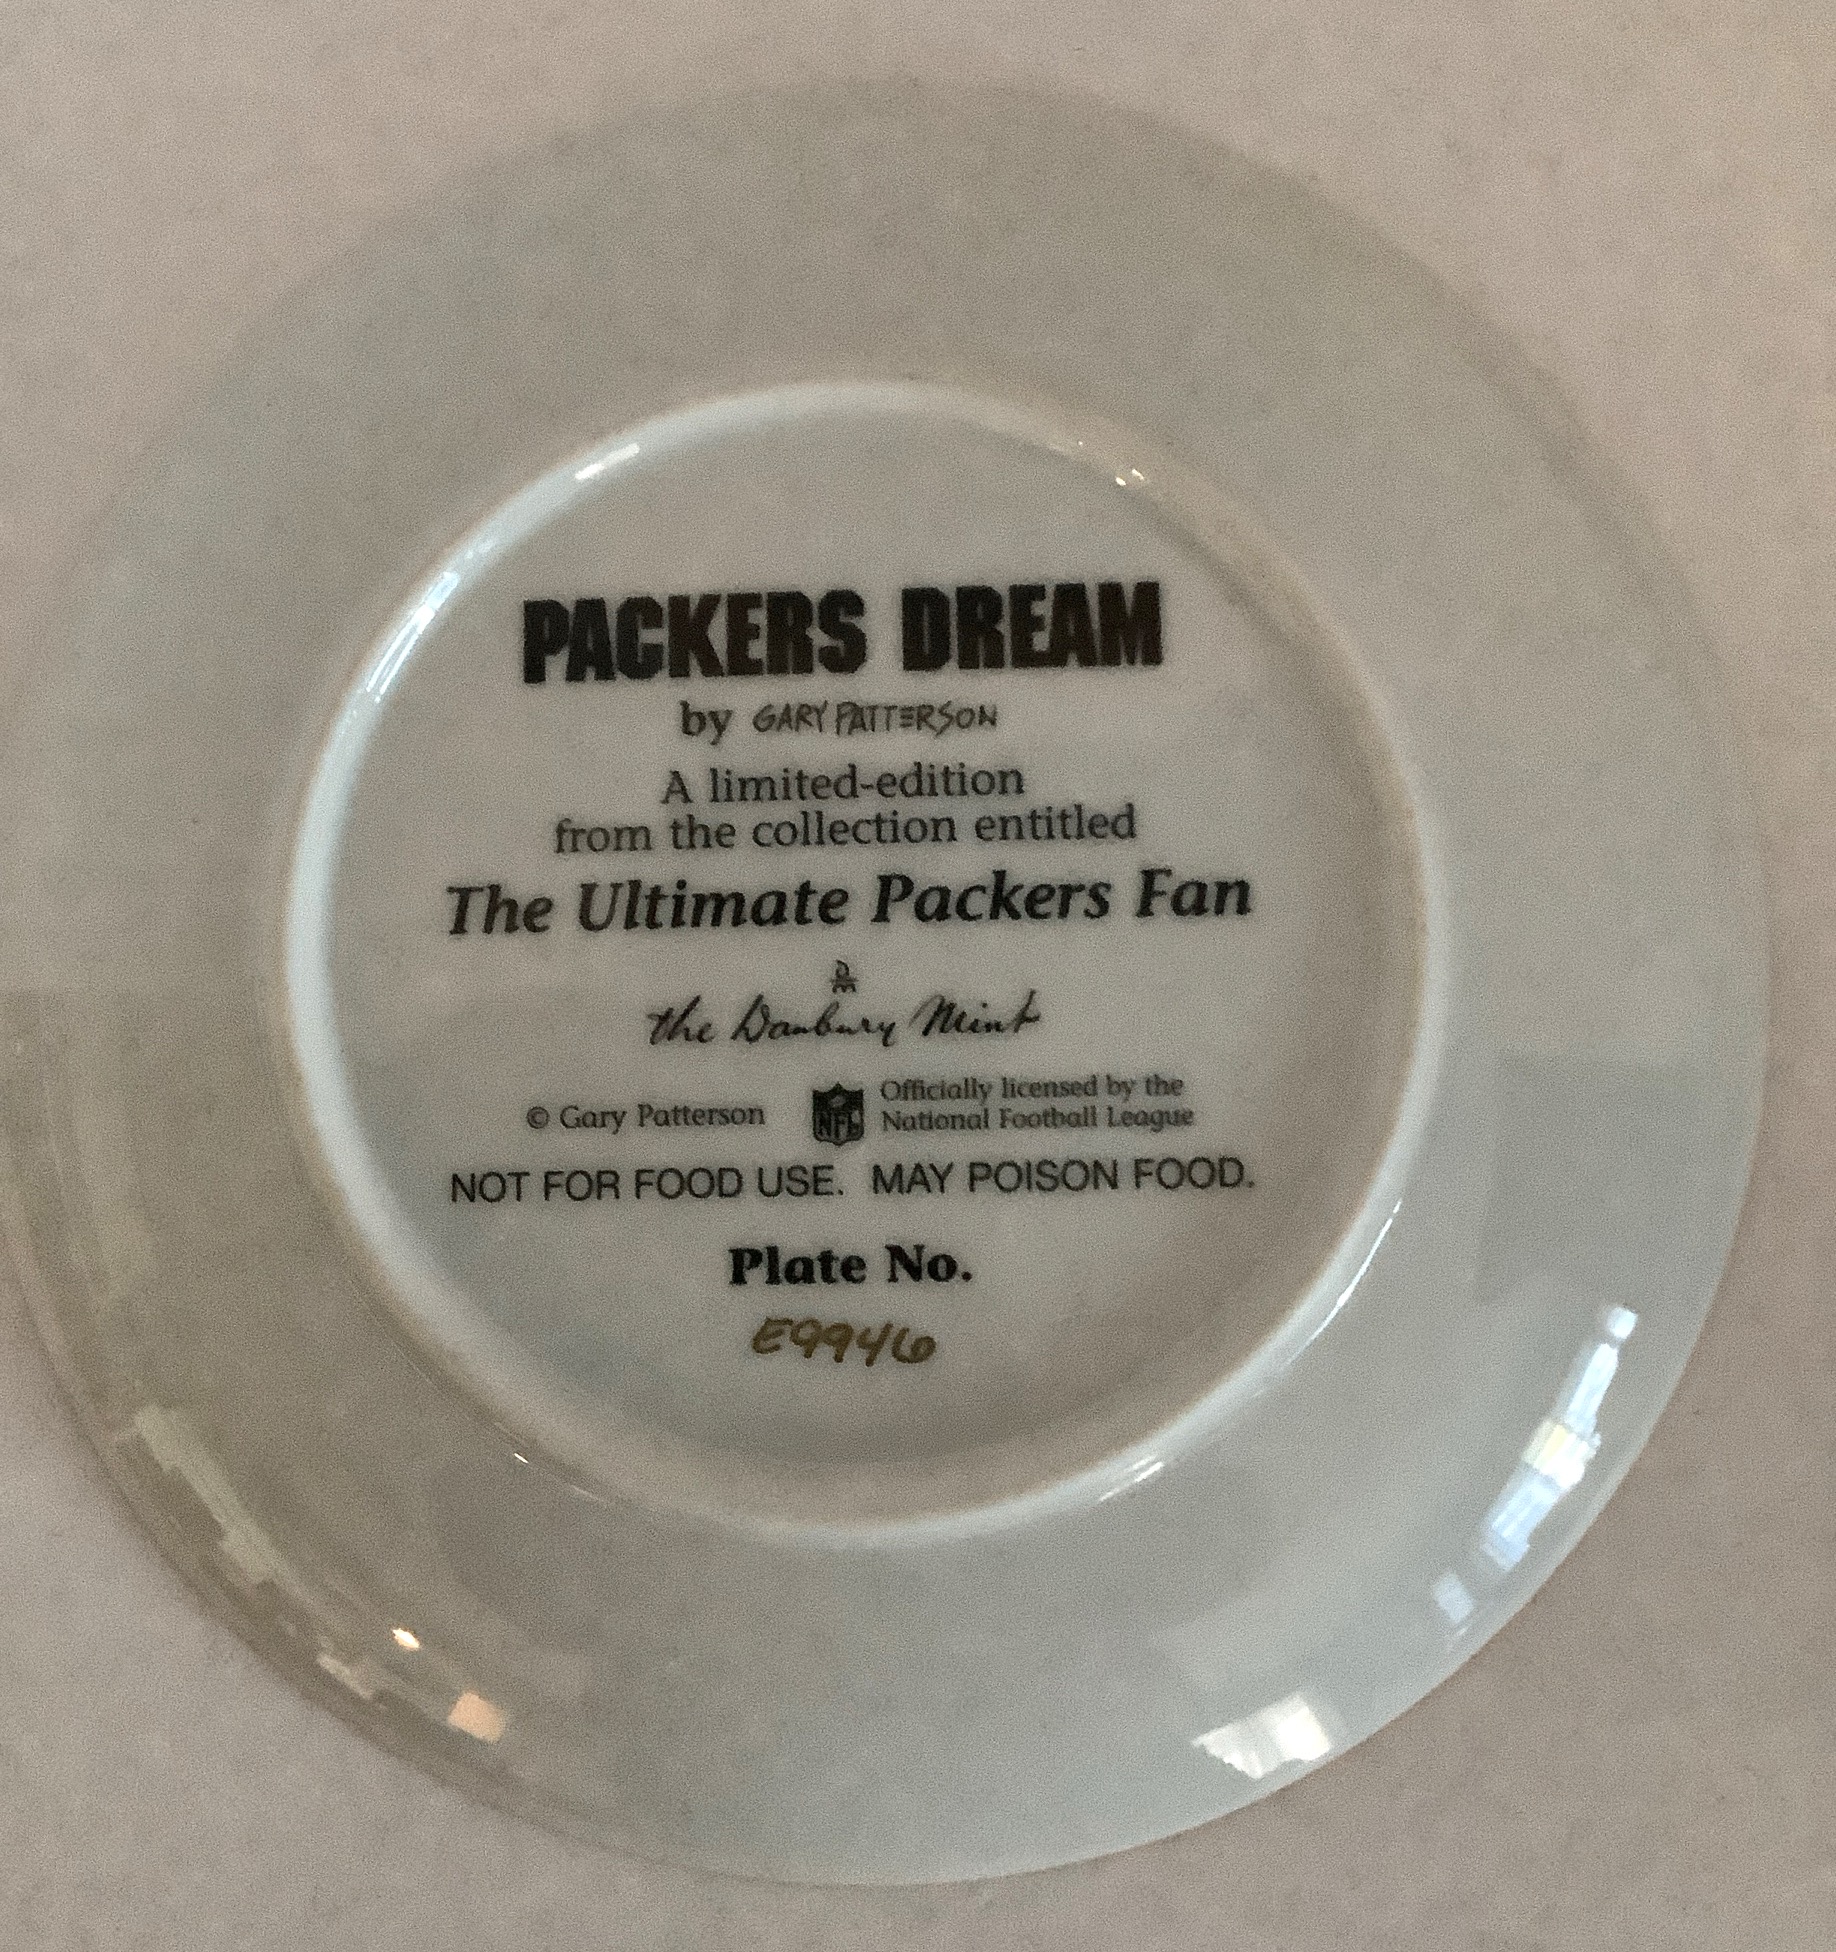 PACKERS DREAM
by GARY PATTERSON
A limited-edition
from the collection entitled
The Ultimate Packers Fan
DM
the Danbury Mint
© Gary Patterson
NFL
Officially licensed by the
National Football League
NOT FOR FOOD USE. MAY POISON FOOD.
Plate No.
E9946